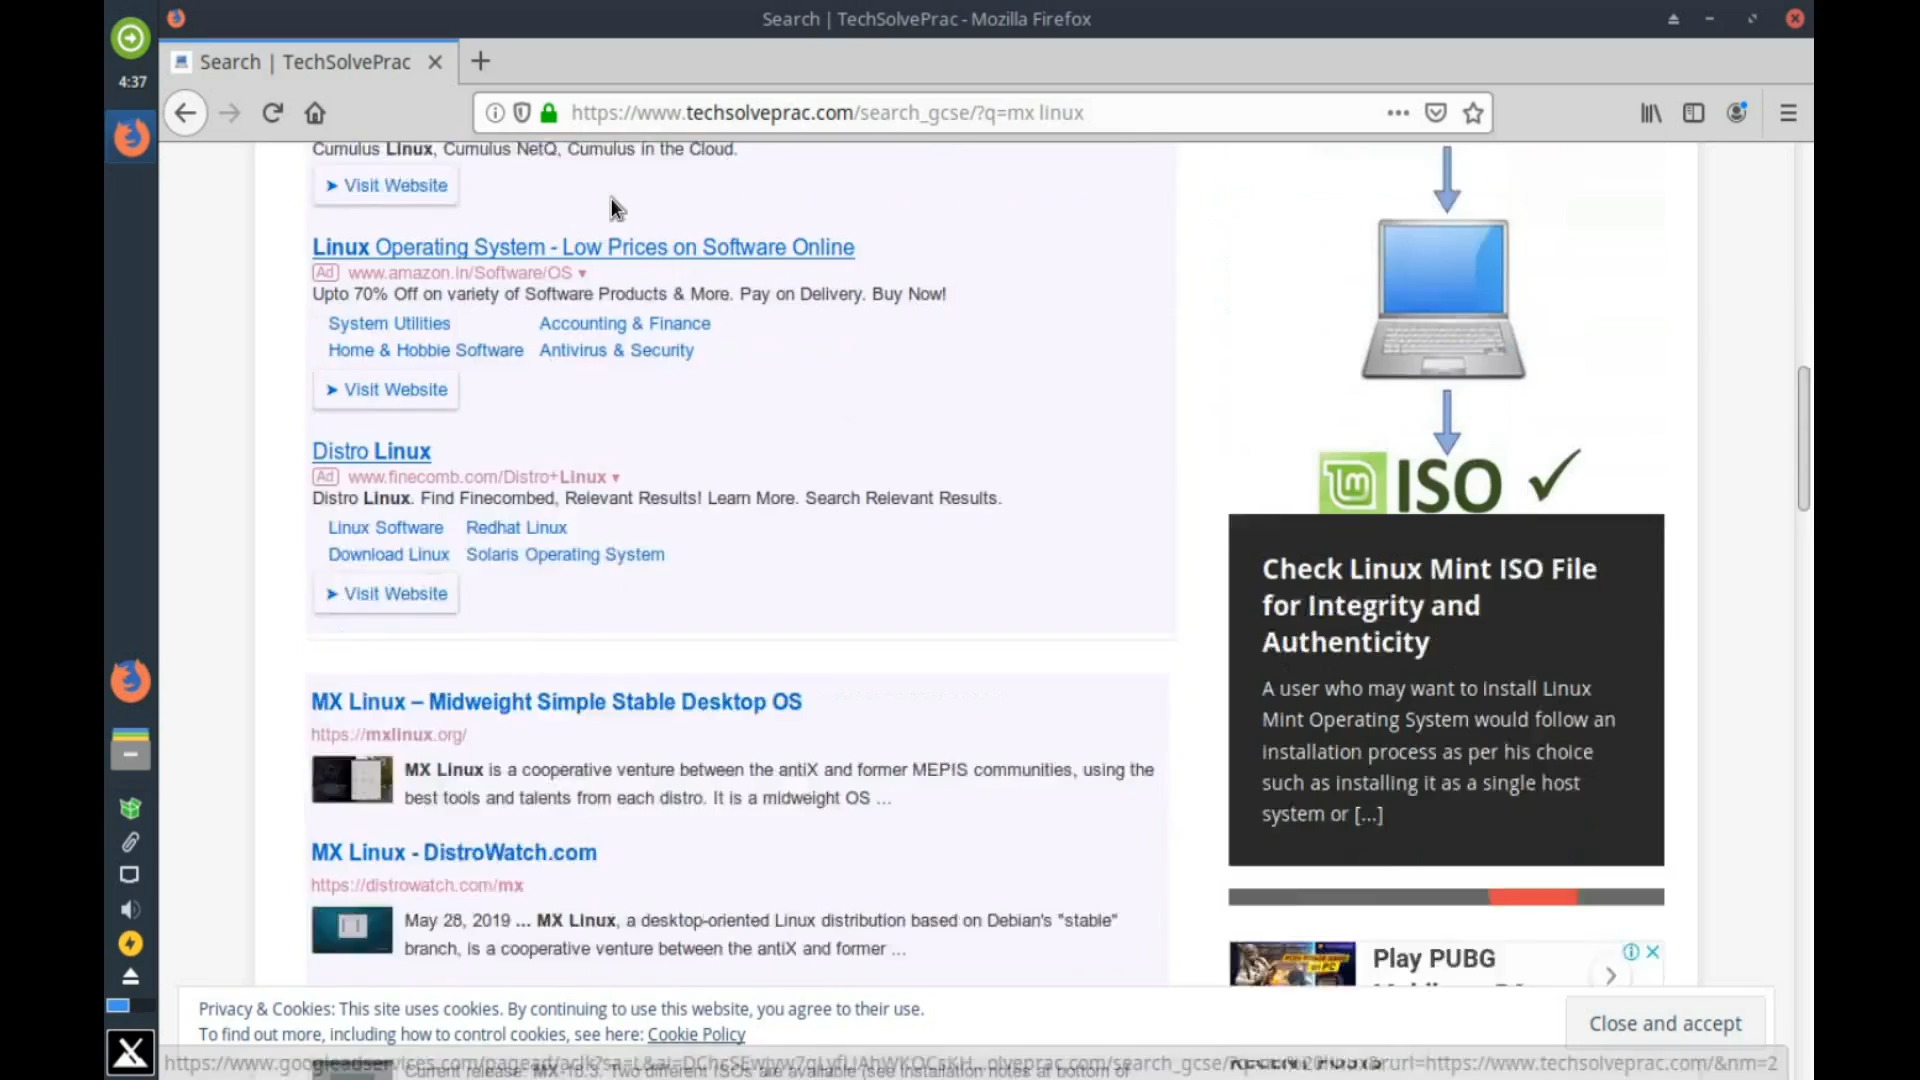 Search | TechSolvePrac - Mozilla Firefox
4:37
Search | TechSolvePrac
https://www.techsolveprac.com/search_gcse/?q=mx linux
Cumulus Linux, Cumulus NetQ, Cumulus in the Cloud.
➤ Visit Website
Linux Operating System - Low Prices on Software Online
Ad www.amazon.in/Software/OS ▾
Upto 70% Off on variety of Software Products & More. Pay on Delivery. Buy Now!
System Utilities Accounting & Finance
Home & Hobbie Software Antivirus & Security
➤ Visit Website
Distro Linux
Ad www.finecomb.com/Distro+Linux ▾
Distro Linux. Find Finecombed, Relevant Results! Learn More. Search Relevant Results.
Linux Software Redhat Linux
Download Linux Solaris Operating System
➤ Visit Website
MX Linux – Midweight Simple Stable Desktop OS
https://mxlinux.org/
MX Linux is a cooperative venture between the antiX and former MEPIS communities, using the
best tools and talents from each distro. It is a midweight OS ...
MX Linux - DistroWatch.com
https://distrowatch.com/mx
May 28, 2019 ... MX Linux, a desktop-oriented Linux distribution based on Debian's "stable"
branch, is a cooperative venture between the antiX and former ...
ISO
Check Linux Mint ISO File
for Integrity and
Authenticity
A user who may want to install Linux
Mint Operating System would follow an
installation process as per his choice
such as installing it as a single host
system or [...]
Play PUBG
Privacy & Cookies: This site uses cookies. By continuing to use this website, you agree to their use.
To find out more, including how to control cookies, see here: Cookie Policy
Close and accept